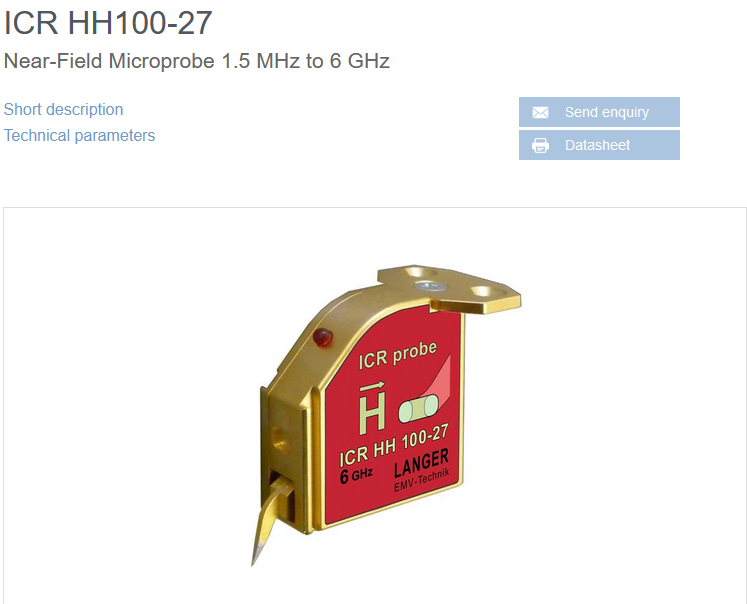 ICR HH100-27
Near-Field Microprobe 1.5 MHz to 6 GHz
Short description
Technical parameters
Send enquiry
Datasheet
ICR probe
H
ICR HH 100-27
6 GHz
LANGER
EMV-Technik